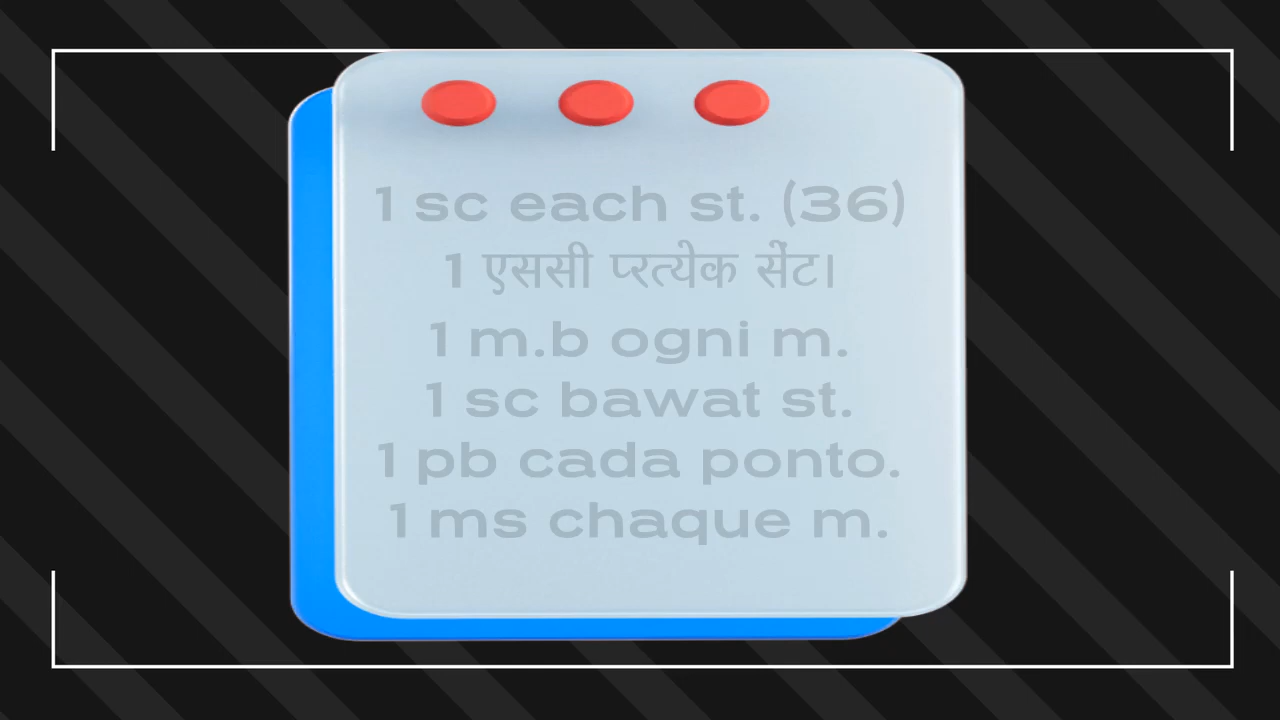 1 sc each st. (36)
1 एससी प्रत्येक सेंट।
1 m.b ogni m.
1 sc bawat st.
1 pb cada ponto.
1 ms chaque m.